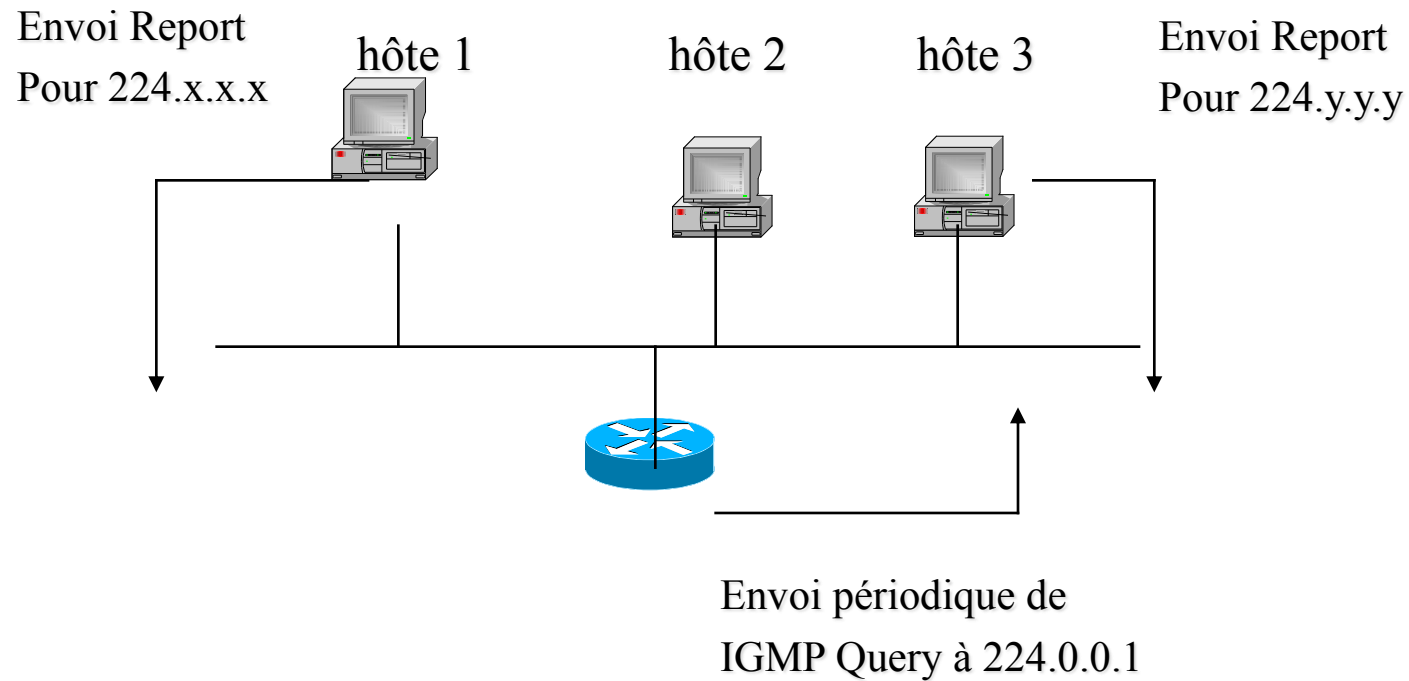 Envoi Report
Pour 224.x.x.x
hôte 1
hôte 2
hôte 3
Envoi Report
Pour 224.y.y.y
Envoi périodique de
IGMP Query à 224.0.0.1